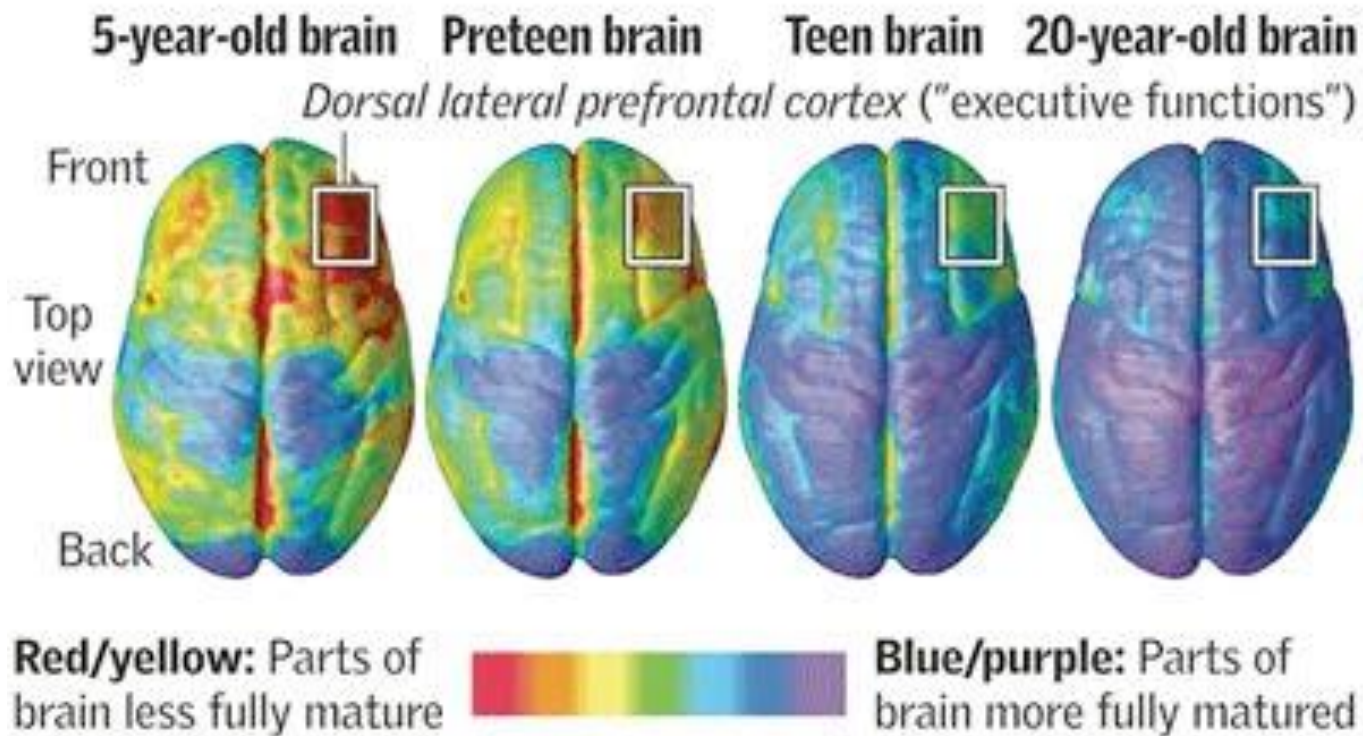 5-year-old brain Preteen brain Teen brain 20-year-old brain
Dorsal lateral prefrontal cortex ("executive functions")
Front
Top
view
Back
Red/yellow: Parts of
brain less fully mature
Blue/purple: Parts of
brain more fully matured